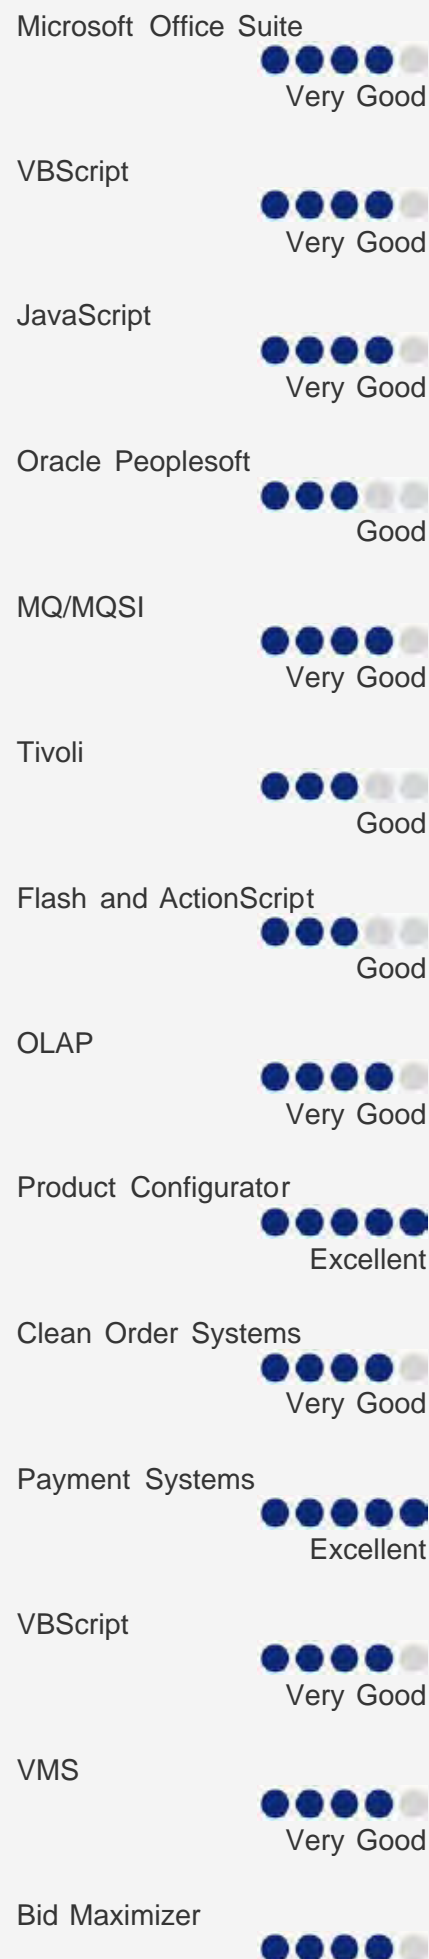 Microsoft Office Suite
Very Good
VBScript
Very Good
JavaScript
Very Good
Oracle Peoplesoft
Good
MQ/MQSI
Very Good
Tivoli
Good
Flash and ActionScript
Good
OLAP
Very Good
Product Configurator
Excellent
Clean Order Systems
Very Good
Payment Systems
Excellent
VBScript
Very Good
VMS
Very Good
Bid Maximizer